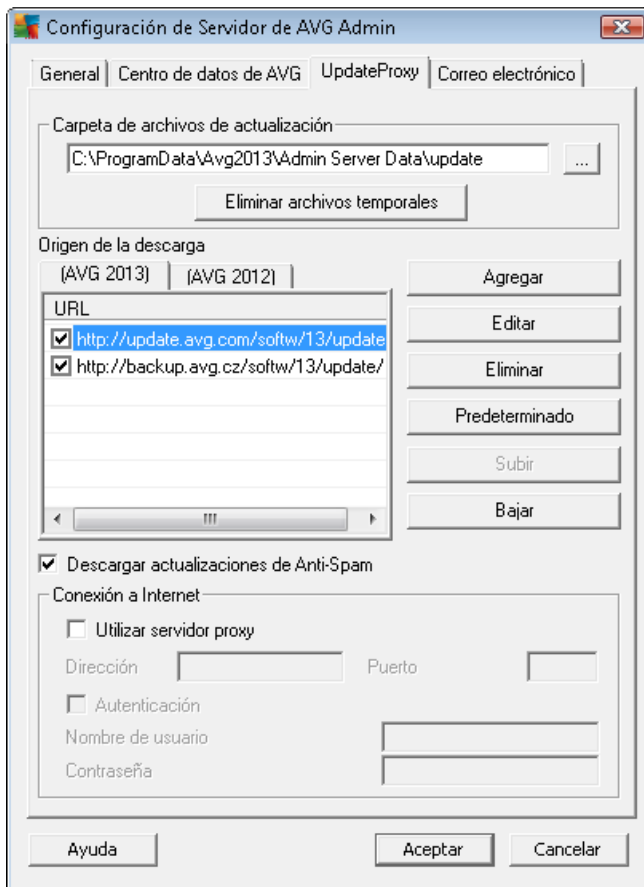 Configuración de Servidor de AVG Admin
General
Centro de datos de AVG
UpdateProxy
Correo electrónico
Carpeta de archivos de actualización
C:\ProgramData\Avg2013\Admin Server Data\update
...
Eliminar archivos temporales
Origen de la descarga
(AVG 2013)
(AVG 2012)
URL
http://update.avg.com/softw/13/update
http://backup.avg.cz/softw/13/update/
Agregar
Editar
Eliminar
Predeterminado
Subir
Bajar
Descargar actualizaciones de Anti-Spam
Conexión a Internet
Utilizar servidor proxy
Dirección
Puerto
Autenticación
Nombre de usuario
Contraseña
Ayuda
Aceptar
Cancelar